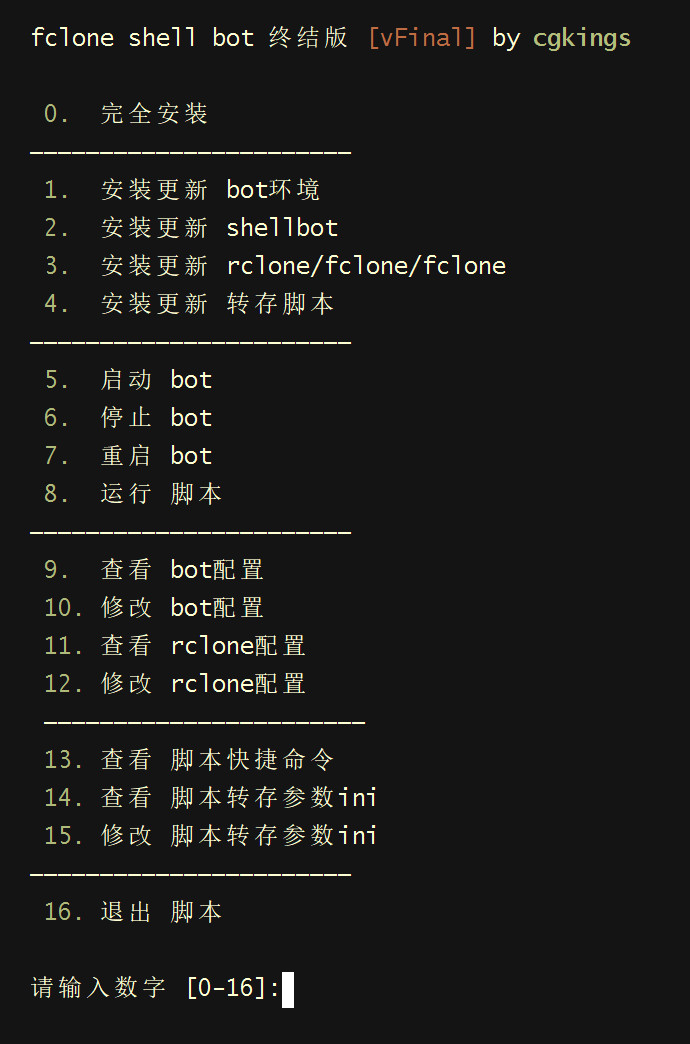 fclone shell bot 终结版 [vFinal] by cgkings
0. 完全安装
1. 安装更新 bot环境
2. 安装更新 shellbot
3. 安装更新 rclone/fclone/fclone
4. 安装更新 转存脚本
5. 启动 bot
6. 停止 bot
7. 重启 bot
8. 运行 脚本
9. 查看 bot配置
10. 修改 bot配置
11. 查看 rclone配置
12. 修改 rclone配置
13. 查看 脚本快捷命令
14. 查看 脚本转存参数ini
15. 修改 脚本转存参数ini
16. 退出 脚本
请输入数字 [0-16]: